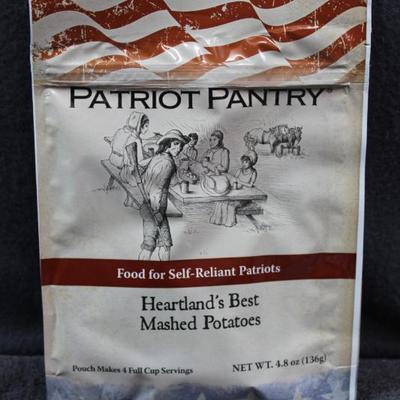 PATRIOT PANTRY®
Food for Self-Reliant Patriots
Heartland's Best
Mashed Potatoes
Pouch Makes 4 Full Cup Servings
NET WT. 4.8 oz (136g)